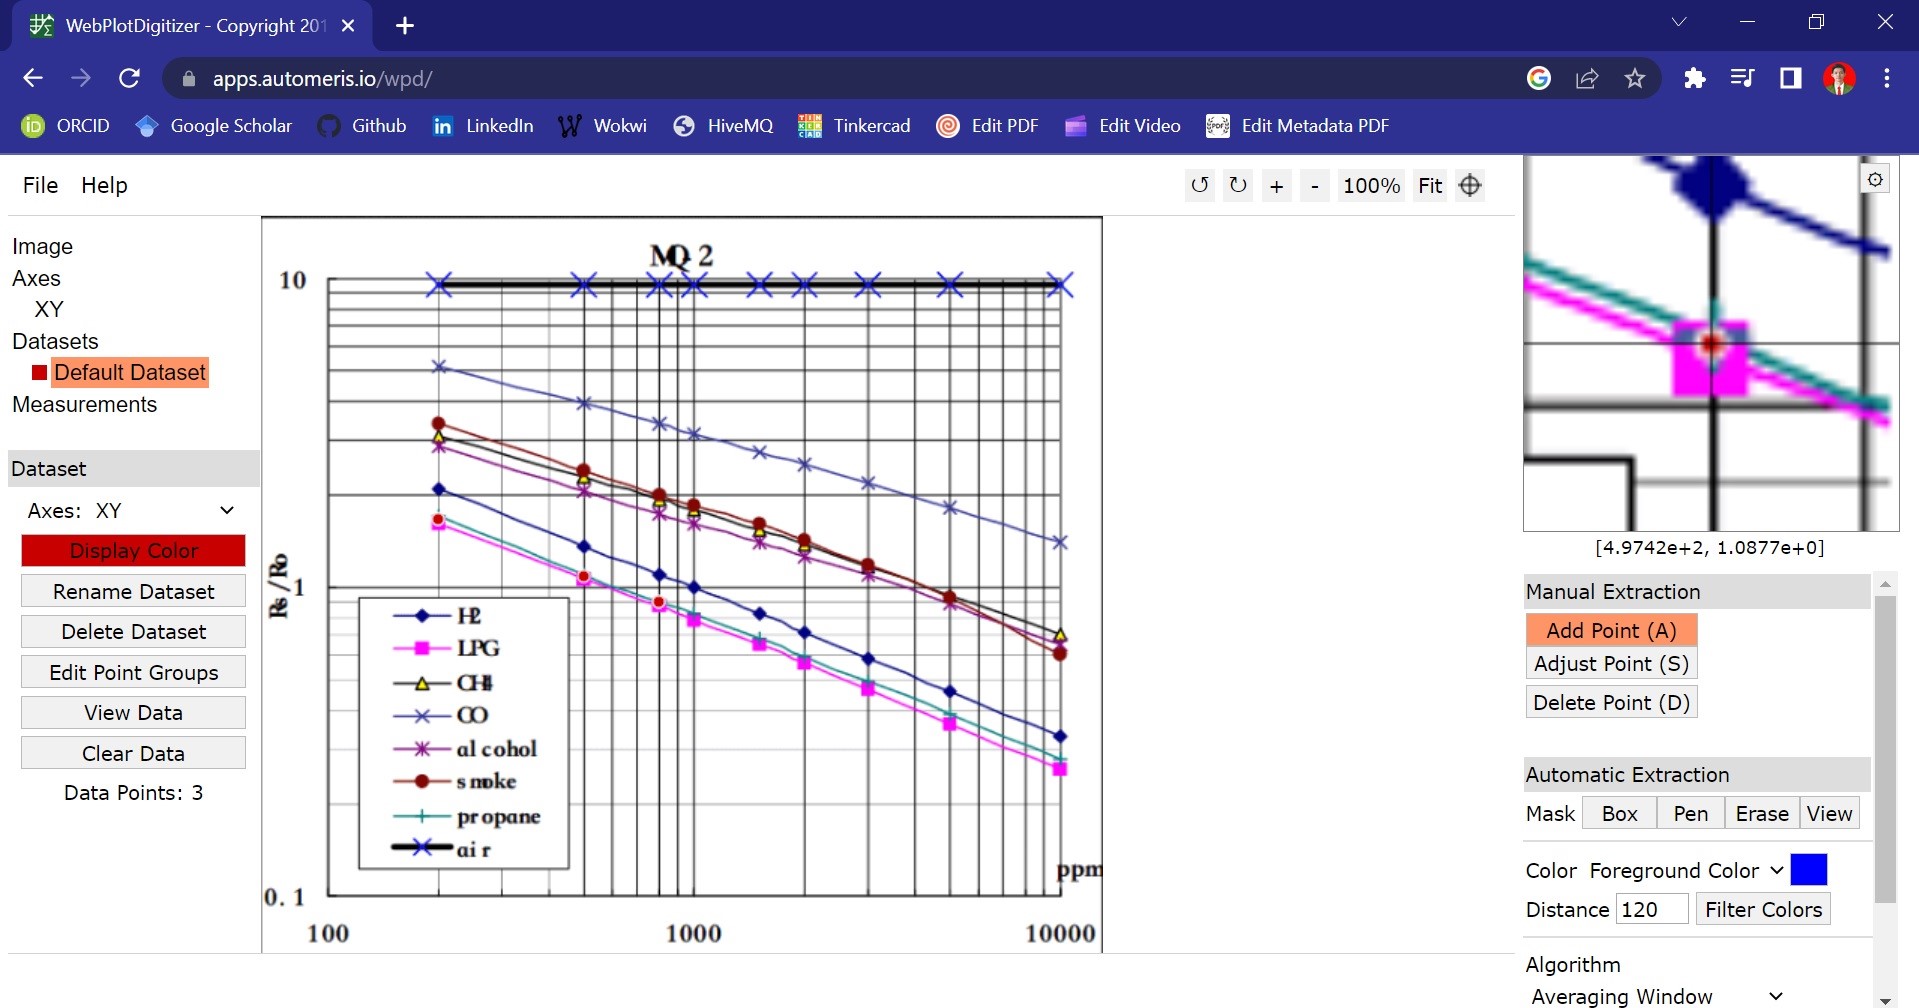 WebPlotDigitizer - Copyright 201
apps.automeris.io/wpd/
ORCID Google Scholar Github LinkedIn Wokwi HiveMQ Tinkercad Edit PDF Edit Video Edit Metadata PDF
File Help
+ - 100% Fit
Image
Axes
XY
Datasets
Default Dataset
Measurements
Dataset
Axes: XY
Display Color
Rename Dataset
Delete Dataset
Edit Point Groups
View Data
Clear Data
Data Points: 3
MQ-2
10
1
0.1
Rs/Ro
H2
LPG
CH4
CO
alcohol
smoke
propane
air
ppm
100 1000 10000
[4.9742e+2, 1.0877e+0]
Manual Extraction
Add Point (A)
Adjust Point (S)
Delete Point (D)
Automatic Extraction
Mask Box Pen Erase View
Color Foreground Color
Distance 120 Filter Colors
Algorithm
Averaging Window